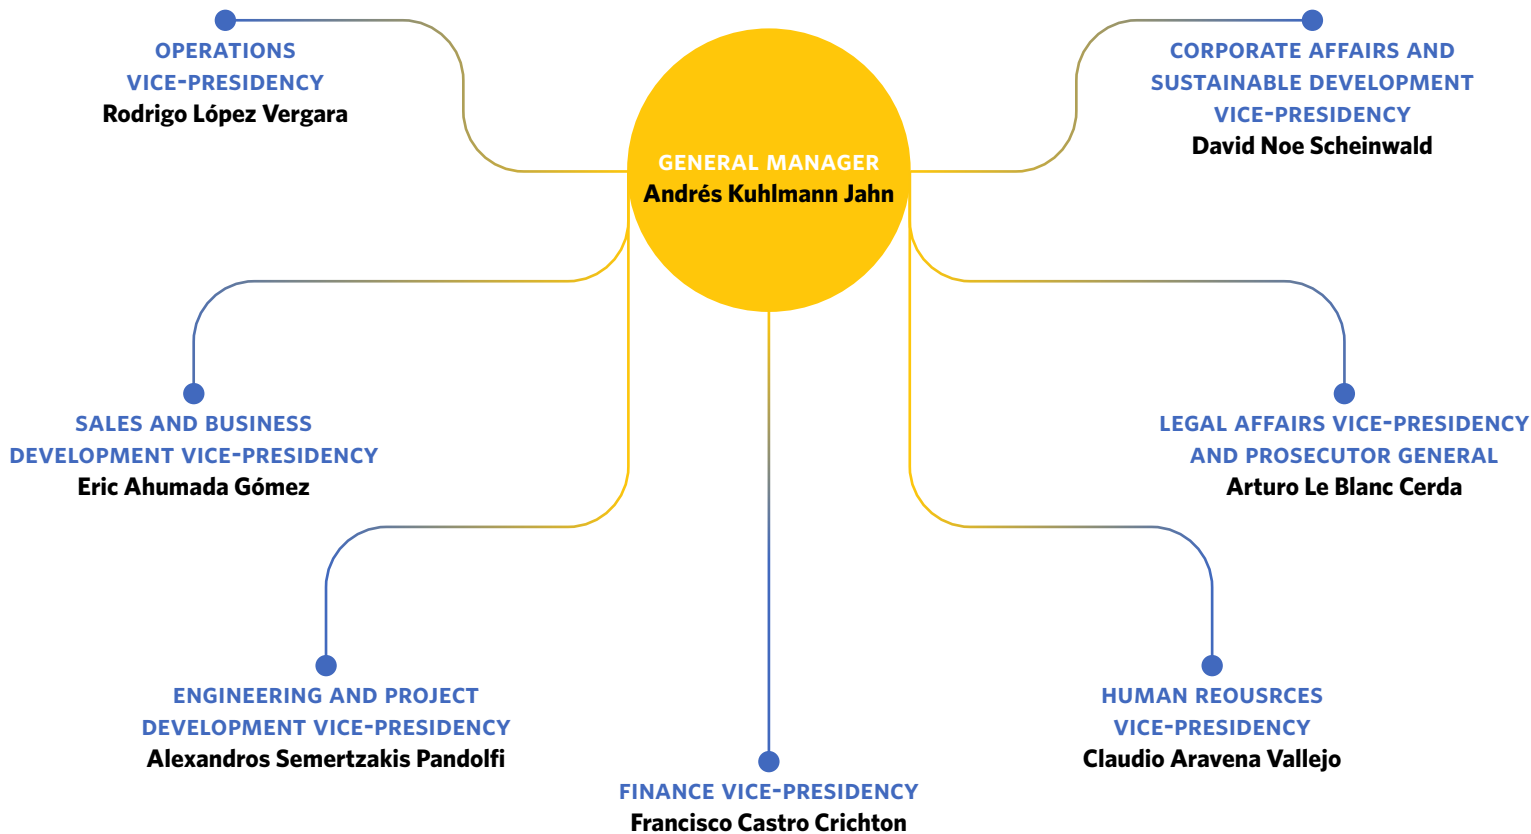 OPERATIONS
VICE-PRESIDENCY
Rodrigo López Vergara
GENERAL MANAGER
Andrés Kuhlmann Jahn
CORPORATE AFFAIRS AND
SUSTAINABLE DEVELOPMENT
VICE-PRESIDENCY
David Noe Scheinwald
SALES AND BUSINESS
DEVELOPMENT VICE-PRESIDENCY
Eric Ahumada Gómez
LEGAL AFFAIRS VICE-PRESIDENCY
AND PROSECUTOR GENERAL
Arturo Le Blanc Cerda
ENGINEERING AND PROJECT
DEVELOPMENT VICE-PRESIDENCY
Alexandros Semertzakis Pandolfi
HUMAN REOUSRCES
VICE-PRESIDENCY
Claudio Aravena Vallejo
FINANCE VICE-PRESIDENCY
Francisco Castro Crichton